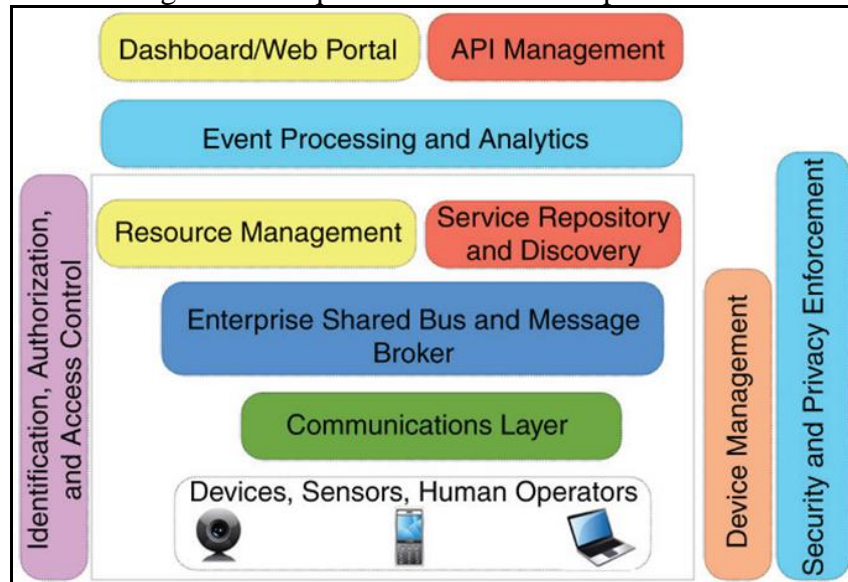 Dashboard/Web Portal
API Management
Event Processing and Analytics
Identification, Authorization,
and Access Control
Resource Management
Service Repository
and Discovery
Enterprise Shared Bus and Message
Broker
Communications Layer
Devices, Sensors, Human Operators
Device Management
Security and Privacy Enforcement